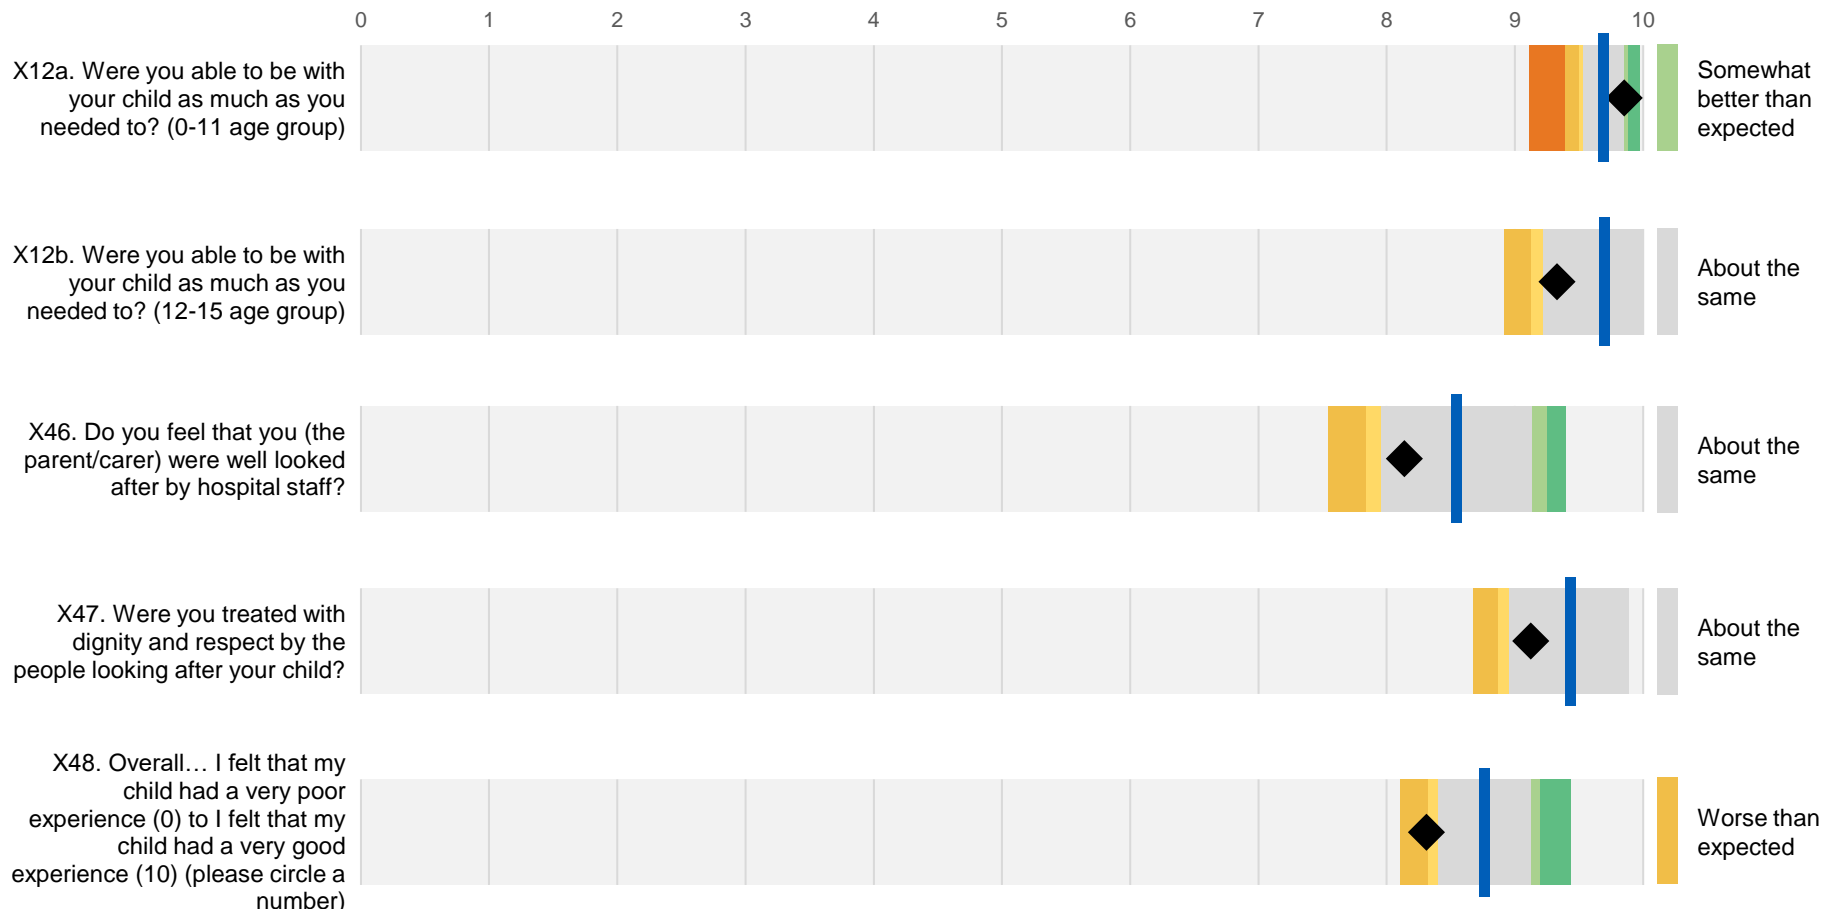 0 1 2 3 4 5 6 7 8 9 10
X12a. Were you able to be with
your child as much as you
needed to? (0-11 age group)
Somewhat
better than
expected
X12b. Were you able to be with
your child as much as you
needed to? (12-15 age group)
About the
same
X46. Do you feel that you (the
parent/carer) were well looked
after by hospital staff?
About the
same
X47. Were you treated with
dignity and respect by the
people looking after your child?
About the
same
X48. Overall… I felt that my
child had a very poor
experience (0) to I felt that my
child had a very good
experience (10) (please circle a
number)
Worse than
expected